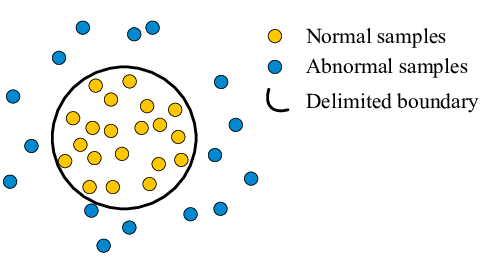 Normal samples
Abnormal samples
Delimited boundary